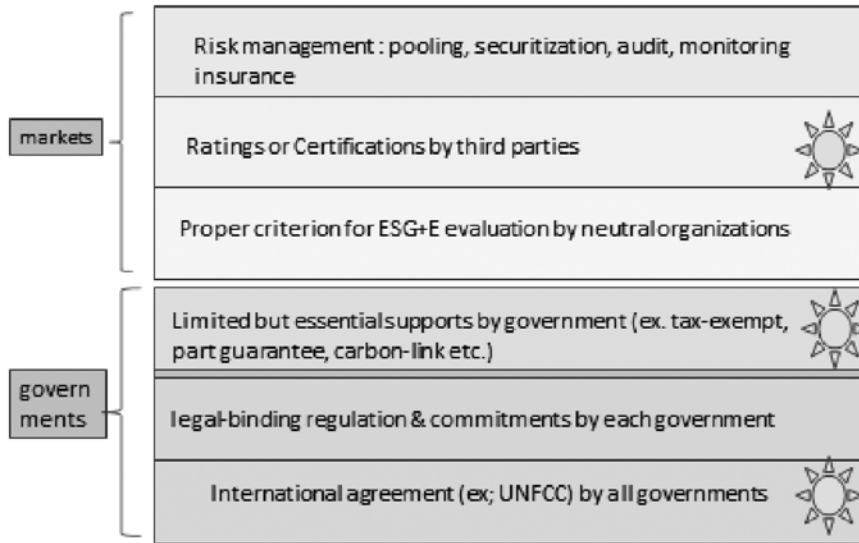 Risk management : pooling, securitization, audit, monitoring
insurance
markets
Ratings or Certifications by third parties
Proper criterion for ESG+E evaluation by neutral organizations
Limited but essential supports by government (ex. tax-exempt,
part guarantee, carbon-link etc.)
govern
ments
legal-binding regulation & commitments by each government
International agreement (ex; UNFCC) by all governments